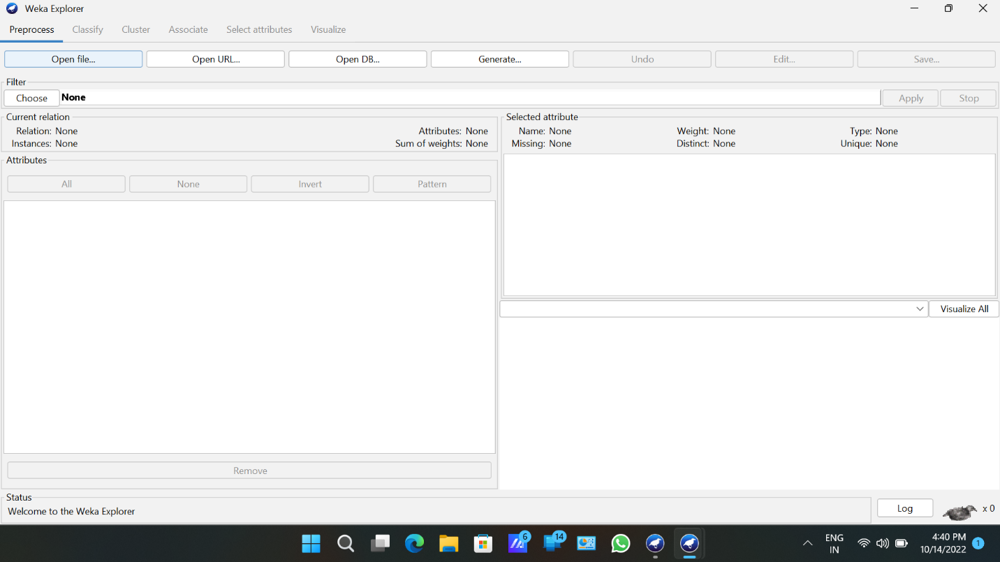 Weka Explorer
Preprocess Classify Cluster Associate Select attributes Visualize
Open file... Open URL... Open DB... Generate... Undo Edit... Save...
Filter
Choose None Apply Stop
Current relation
Relation: None Attributes: None
Instances: None Sum of weights: None
Selected attribute
Name: None Weight: None Type: None
Missing: None Distinct: None Unique: None
Attributes
All None Invert Pattern
Visualize All
Remove
Status
Welcome to the Weka Explorer
Log x 0
6
14
ENG
IN
4:40 PM
10/14/2022
1